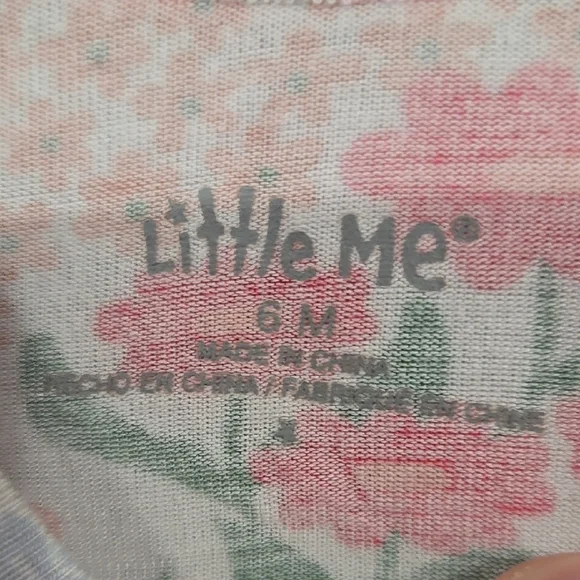 Little Me®
6 M
MADE IN CHINA
HECHO EN CHINA / FABRIQUÉ EN CHINE